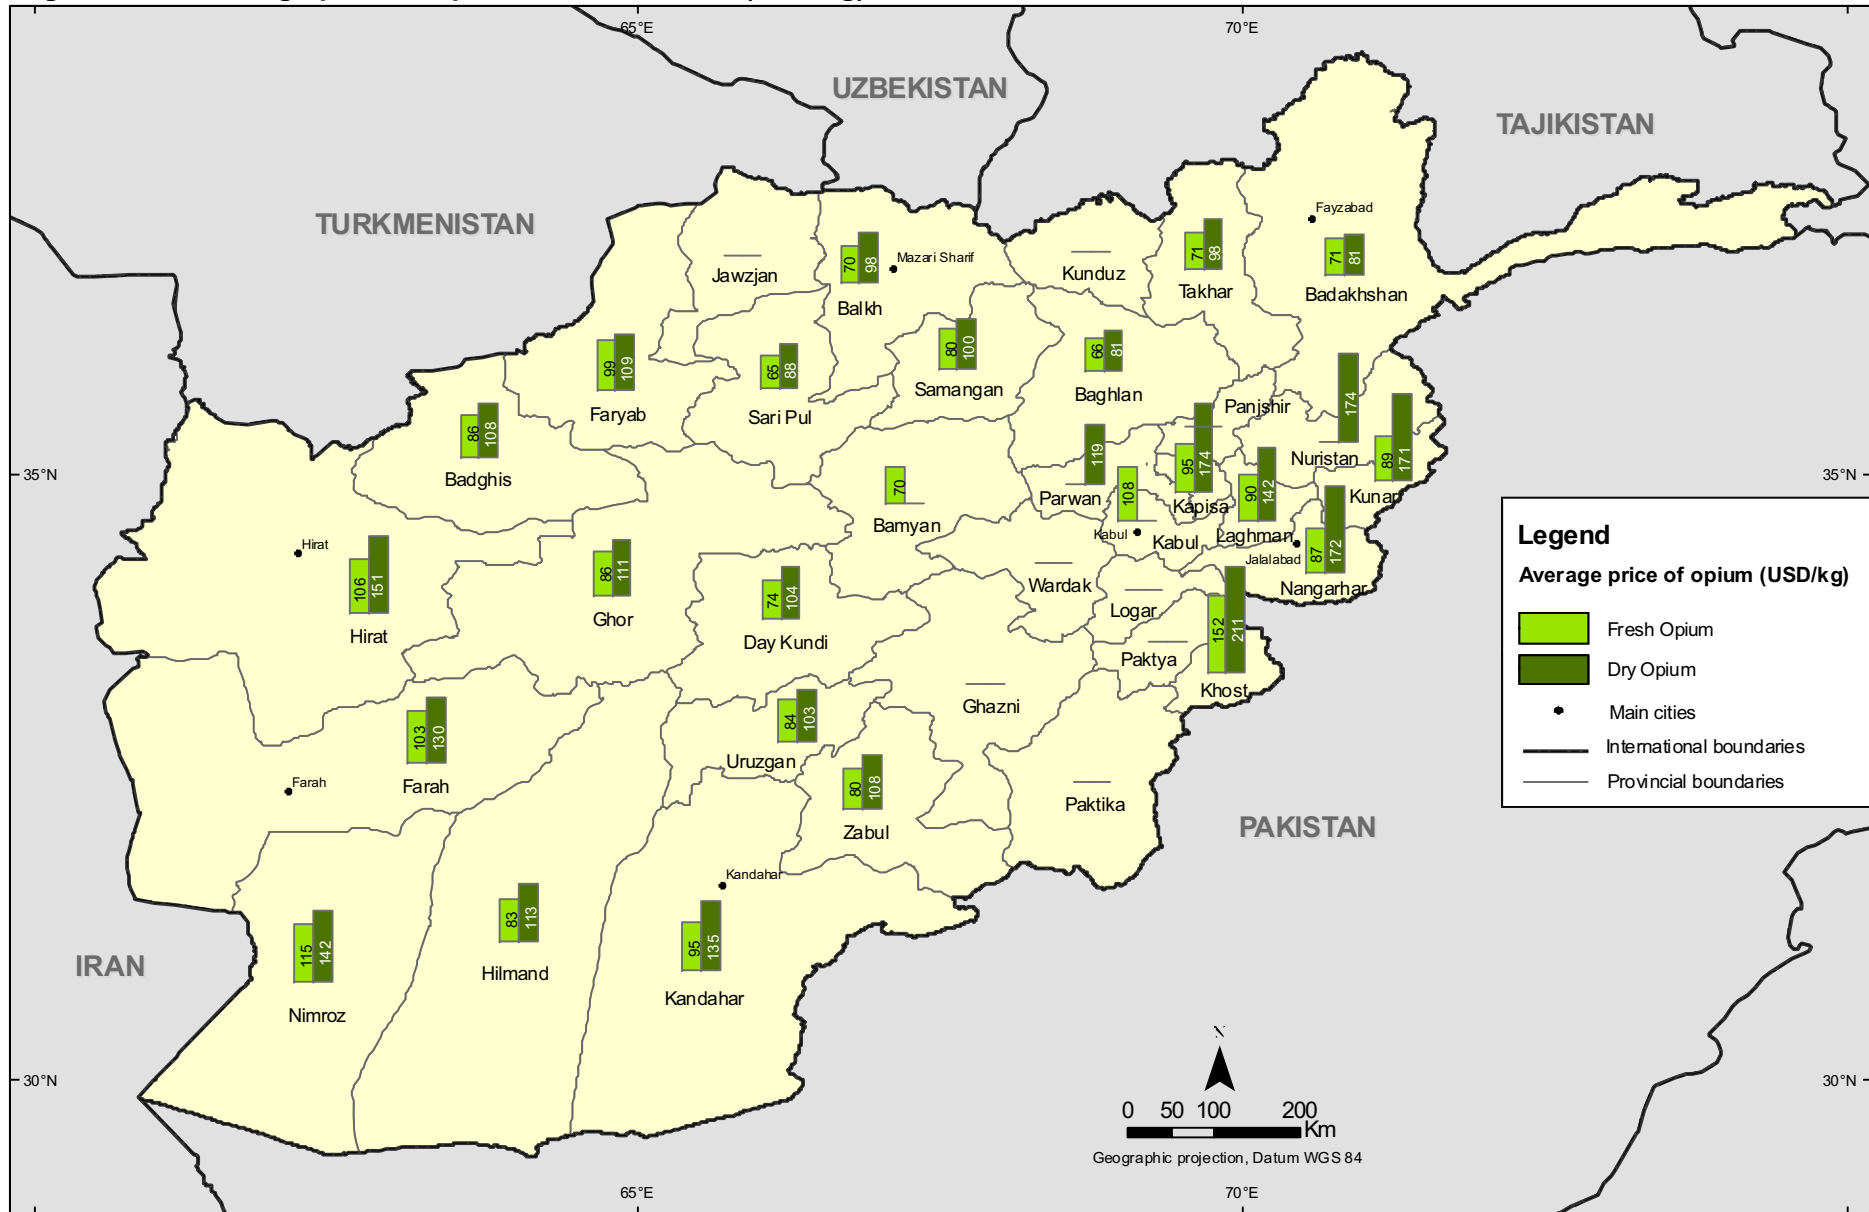 65°E
70°E
UZBEKISTAN
TAJIKISTAN
TURKMENISTAN
Fayzabad
71
98
71
81
70
98
Mazari Sharif
Jawzjan
Kunduz
Takhar
Badakhshan
Balkh
99
109
65
88
80
100
66
81
Faryab
Sari Pul
Samangan
Baghlan
Panjshir
174
86
108
Badghis
119
95
174
Nuristan
89
171
35°N
35°N
70
Bamyan
Parwan
108
Kapisa
90
142
Kunar
Kabul
Kabul
Laghman
Jalalabad
87
172
Nangarhar
Hirat
106
151
Hirat
86
111
Ghor
74
104
Day Kundi
Wardak
Logar
Paktya
152
211
Khost
Legend
Average price of opium (USD/kg)
Fresh Opium
Dry Opium
Main cities
International boundaries
Provincial boundaries
103
130
Farah
Farah
84
103
Uruzgan
Ghazni
80
108
Zabul
Paktika
PAKISTAN
Kandahar
95
135
Kandahar
83
113
Hilmand
115
142
Nimroz
IRAN
30°N
30°N
N
0 50 100 200
Km
Geographic projection, Datum WGS 84
65°E
70°E